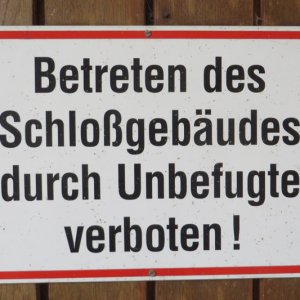 Betreten des
Schloßgebäudes
durch Unbefugte
verboten!